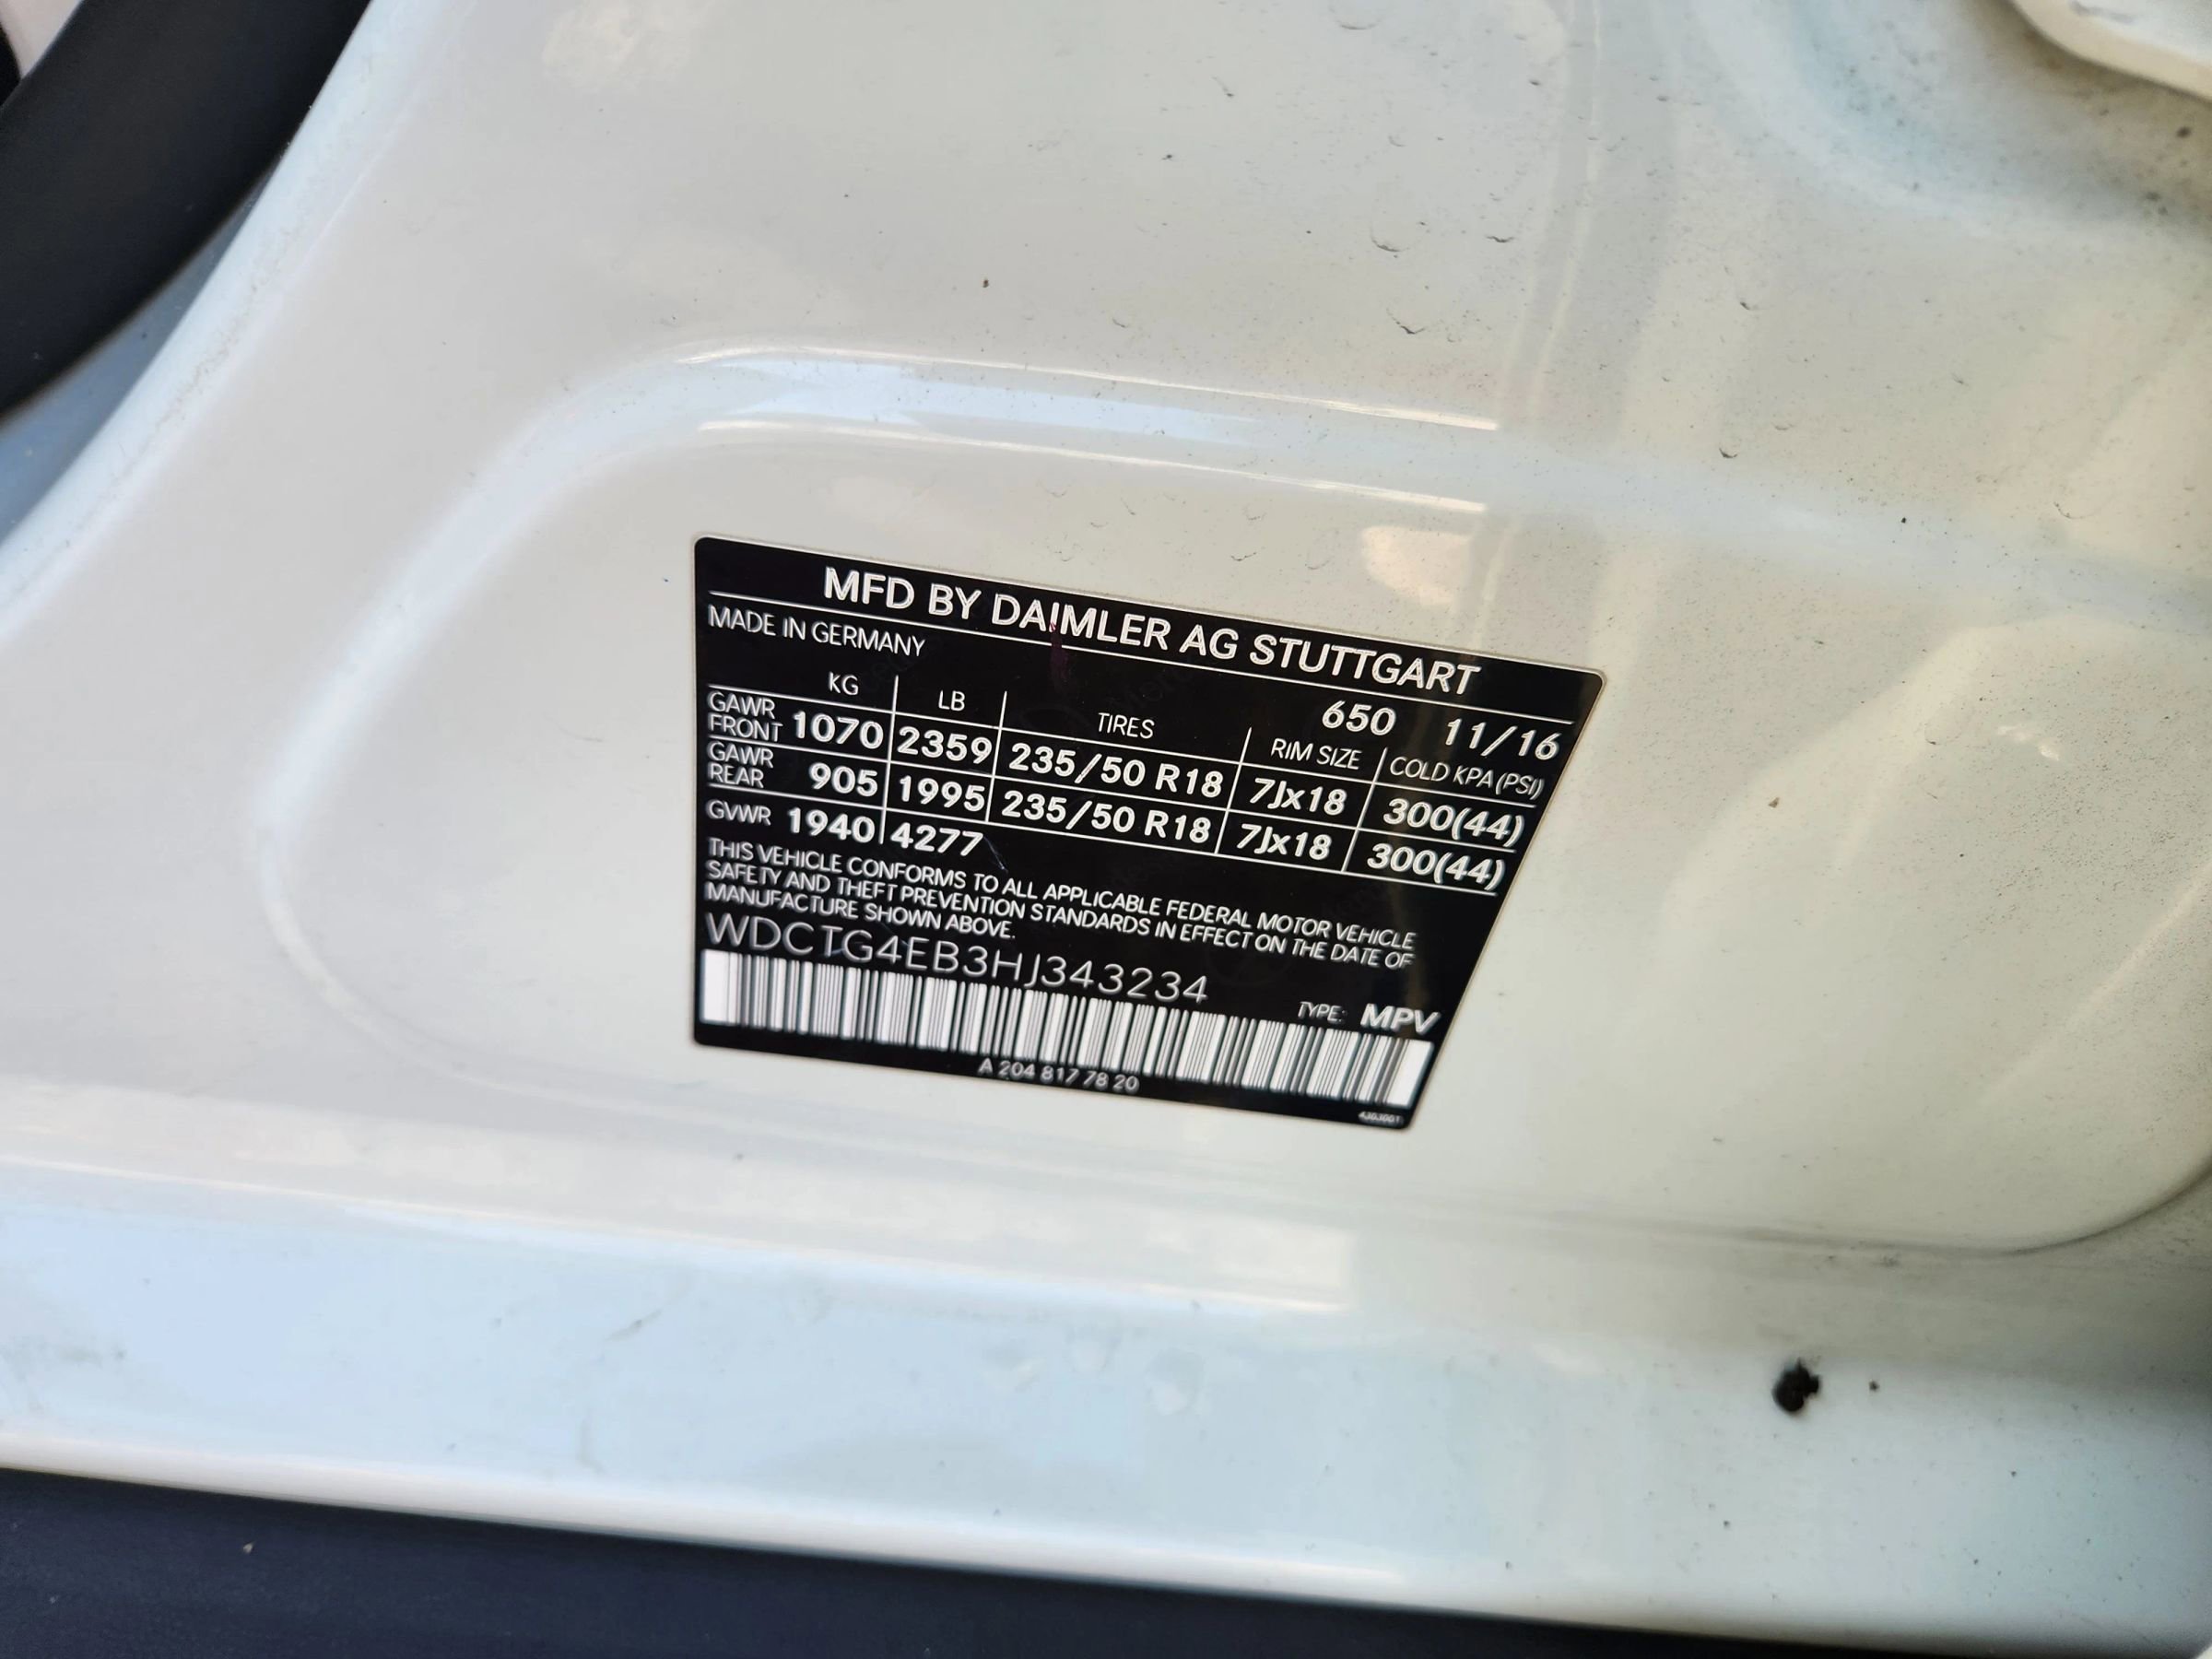 MFD BY DAIMLER AG STUTTGART
MADE IN GERMANY 650 11/16
KG LB TIRES RIM SIZE COLD KPA(PSI)
GAWR FRONT 1070 2359 235/50 R18 7Jx18 300(44)
GAWR REAR 905 1995 235/50 R18 7Jx18 300(44)
GVWR 1940 4277
THIS VEHICLE CONFORMS TO ALL APPLICABLE FEDERAL MOTOR VEHICLE
SAFETY AND THEFT PREVENTION STANDARDS IN EFFECT ON THE DATE OF
MANUFACTURE SHOWN ABOVE.
WDCTG4EB3HJ343234 TYPE: MPV
A 204 817 78 20